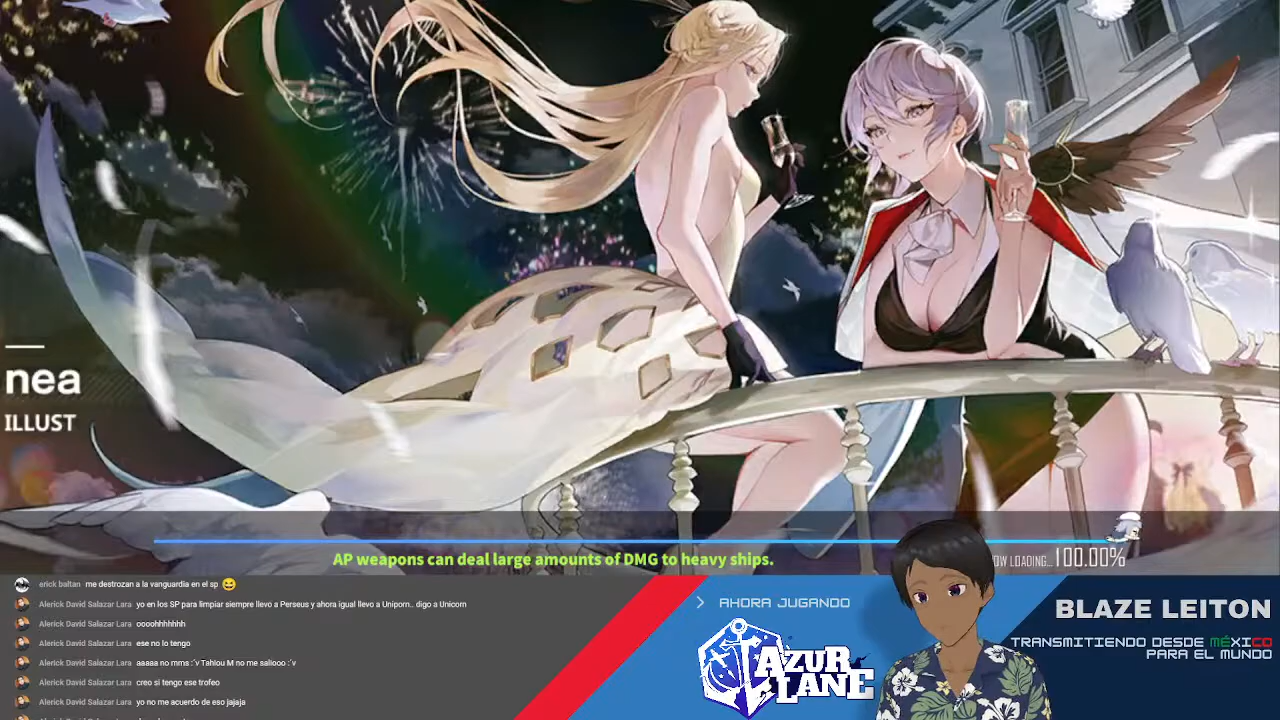 nea
ILLUST
AP weapons can deal large amounts of DMG to heavy ships.
OW LOADING... 100.00%
erick baltan me destrozan a la vanguardia en el sp 😄
Alerick David Salazar Lara yo en los SP para limpiar siempre llevo a Perseus y ahora igual llevo a Uniporn.. digo a Unicorn
Alerick David Salazar Lara oooohhhhhhh
Alerick David Salazar Lara ese no lo tengo
Alerick David Salazar Lara aaaaa no mms :´v Tahiou M no me saliooo :´v
Alerick David Salazar Lara creo si tengo ese trofeo
Alerick David Salazar Lara yo no me acuerdo de eso jajaja
AHORA JUGANDO
AZUR
LANE
BLAZE LEITON
TRANSMITIENDO DESDE MÉXICO
PARA EL MUNDO